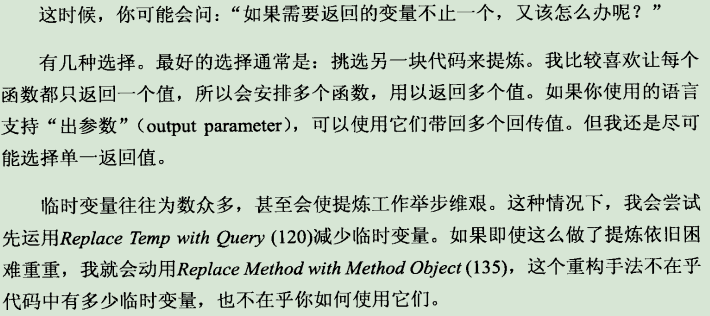 这时候，你可能会问：“如果需要返回的变量不止一个，又该怎么办呢？”
有几种选择。最好的选择通常是：挑选另一块代码来提炼。我比较喜欢让每个
函数都只返回一个值，所以会安排多个函数，用以返回多个值。如果你使用的语言
支持“出参数”（output parameter），可以使用它们带回多个回传值。但我还是尽可
能选择单一返回值。
临时变量往往为数众多，甚至会使提炼工作举步维艰。这种情况下，我会尝试
先运用Replace Temp with Query (120)减少临时变量。如果即使这么做了提炼依旧困
难重重，我就会动用Replace Method with Method Object (135)，这个重构手法不在乎
代码中有多少临时变量，也不在乎你如何使用它们。